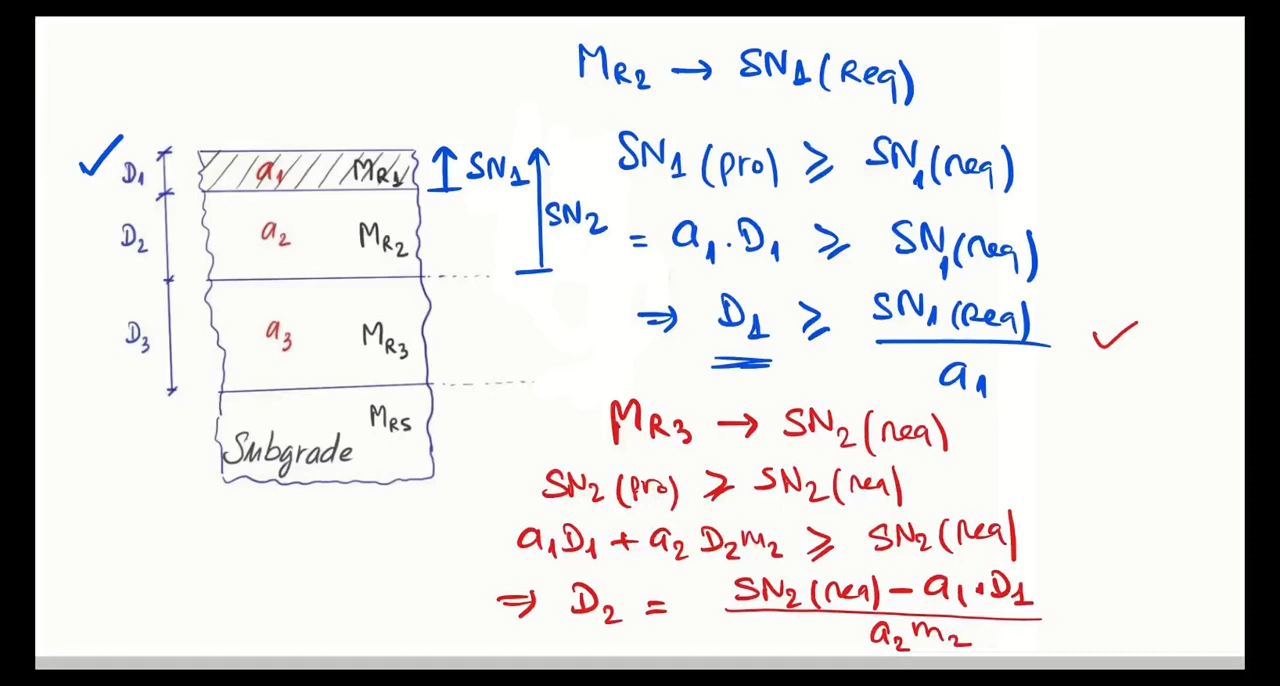 M_R2 → SN_1 (Req)
SN_1 (pro) ⩾ SN_1 (req)
= a_1 . D_1 ⩾ SN_1 (req)
⇒ D_1 ⩾ SN_1 (Req) / a_1 ✓
M_R3 → SN_2 (req)
SN_2 (pro) ⩾ SN_2 (req)
a_1 D_1 + a_2 D_2 m_2 ⩾ SN_2 (req)
⇒ D_2 = SN_2 (req) - a_1 . D_1 / a_2 m_2
✓ D_1 a_1 M_R1 SN_1
D_2 a_2 M_R2 SN_2
D_3 a_3 M_R3
M_RS
Subgrade